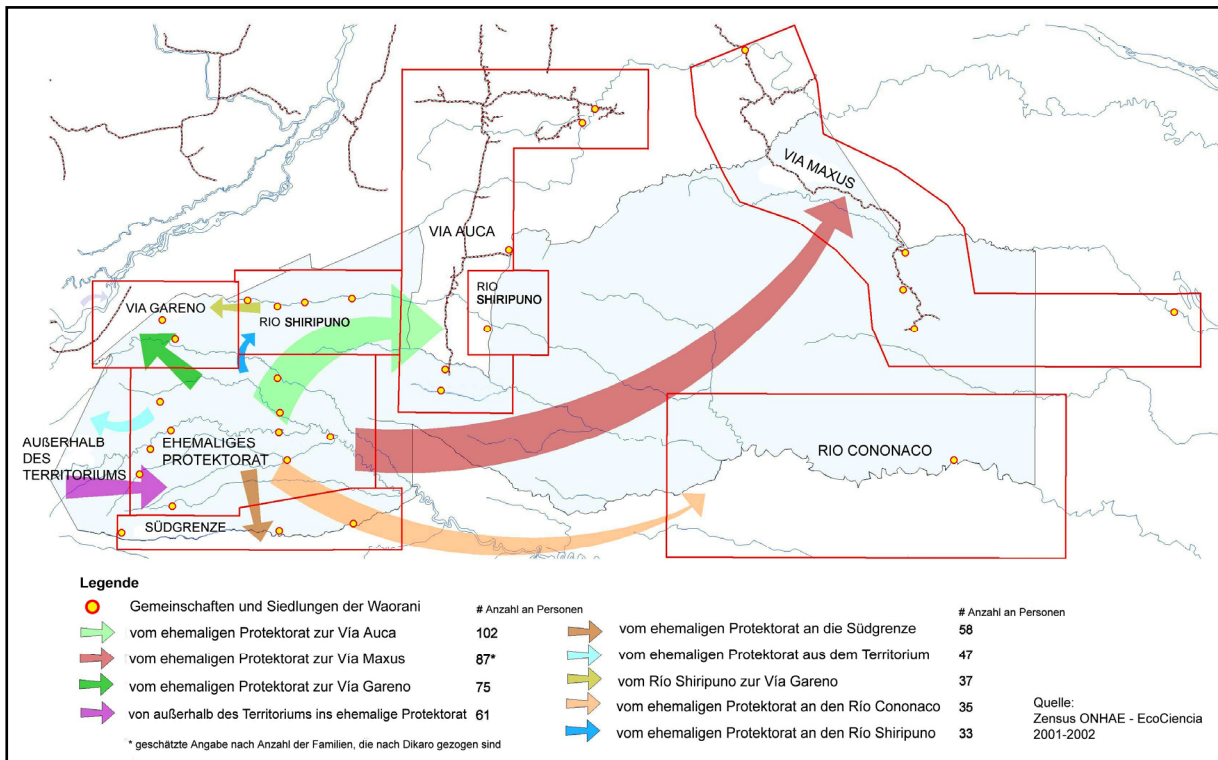 VIA MAXUS
VIA AUCA
RIO
SHIRIPUNO
VIA GARENO
RIO SHIRIPUNO
AUßERHALB
DES
TERRITORIUMS
EHEMALIGES
PROTEKTORAT
RIO CONONACO
SÜDGRENZE
Legende
Gemeinschaften und Siedlungen der Waorani # Anzahl an Personen
vom ehemaligen Protektorat zur Vía Auca 102
vom ehemaligen Protektorat zur Vía Maxus 87*
vom ehemaligen Protektorat zur Vía Gareno 75
von außerhalb des Territoriums ins ehemalige Protektorat 61
* geschätzte Angabe nach Anzahl der Familien, die nach Dikaro gezogen sind
# Anzahl an Personen
vom ehemaligen Protektorat an die Südgrenze 58
vom ehemaligen Protektorat aus dem Territorium 47
vom Río Shiripuno zur Vía Gareno 37
vom ehemaligen Protektorat an den Río Cononaco 35
vom ehemaligen Protektorat an den Río Shiripuno 33
Quelle:
Zensus ONHAE - EcoCiencia
2001-2002